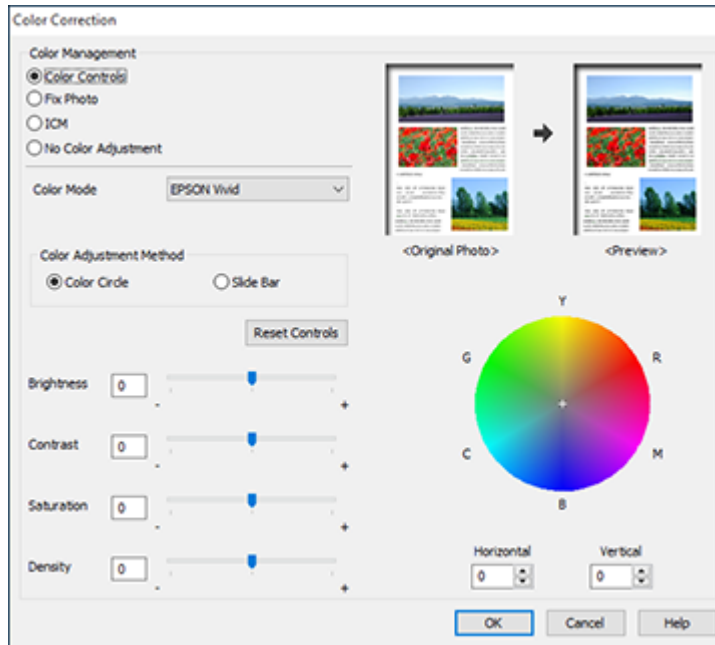 Color Correction
Color Management
Color Controls
Fix Photo
ICM
No Color Adjustment
Color Mode
EPSON Vivid
Color Adjustment Method
Color Circle
Slide Bar
Reset Controls
Brightness
0
-
+
Contrast
0
-
+
Saturation
0
-
+
Density
0
-
+
<Original Photo>
<Preview>
Y
G
R
C
M
B
Horizontal
Vertical
0
0
OK
Cancel
Help